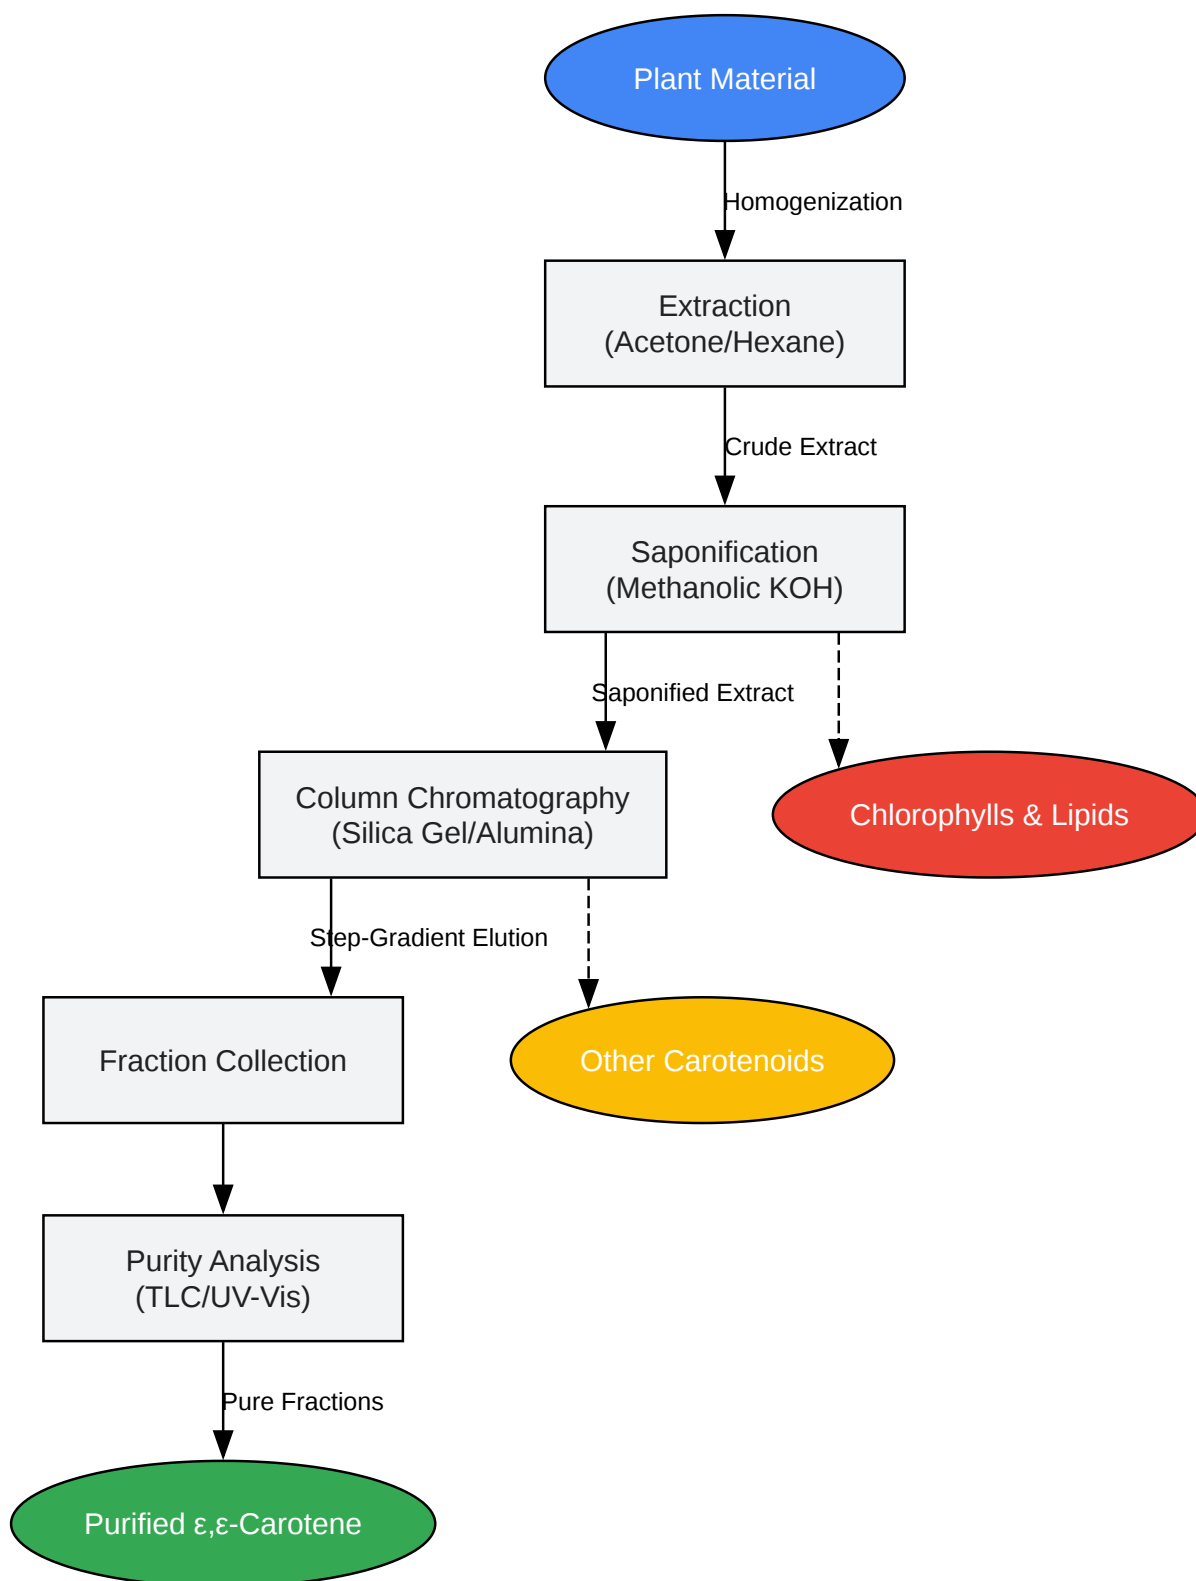 Plant Material
Homogenization
Extraction
(Acetone/Hexane)
Crude Extract
Saponification
(Methanolic KOH)
Saponified Extract
Column Chromatography
(Silica Gel/Alumina)
Chlorophylls & Lipids
Step-Gradient Elution
Fraction Collection
Other Carotenoids
Purity Analysis
(TLC/UV-Vis)
Pure Fractions
Purified ε,ε-Carotene